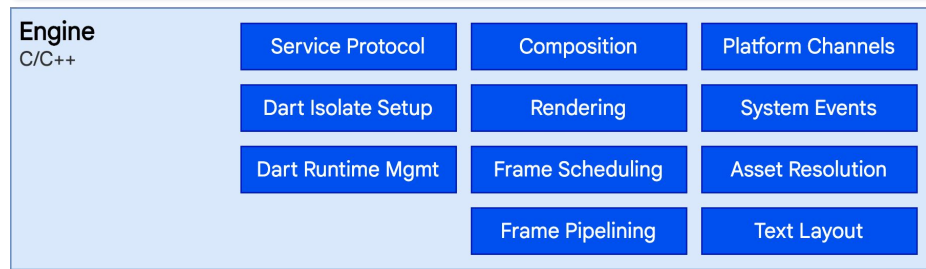 Engine
C/C++
Service Protocol
Composition
Platform Channels
Dart Isolate Setup
Rendering
System Events
Dart Runtime Mgmt
Frame Scheduling
Asset Resolution
Frame Pipelining
Text Layout